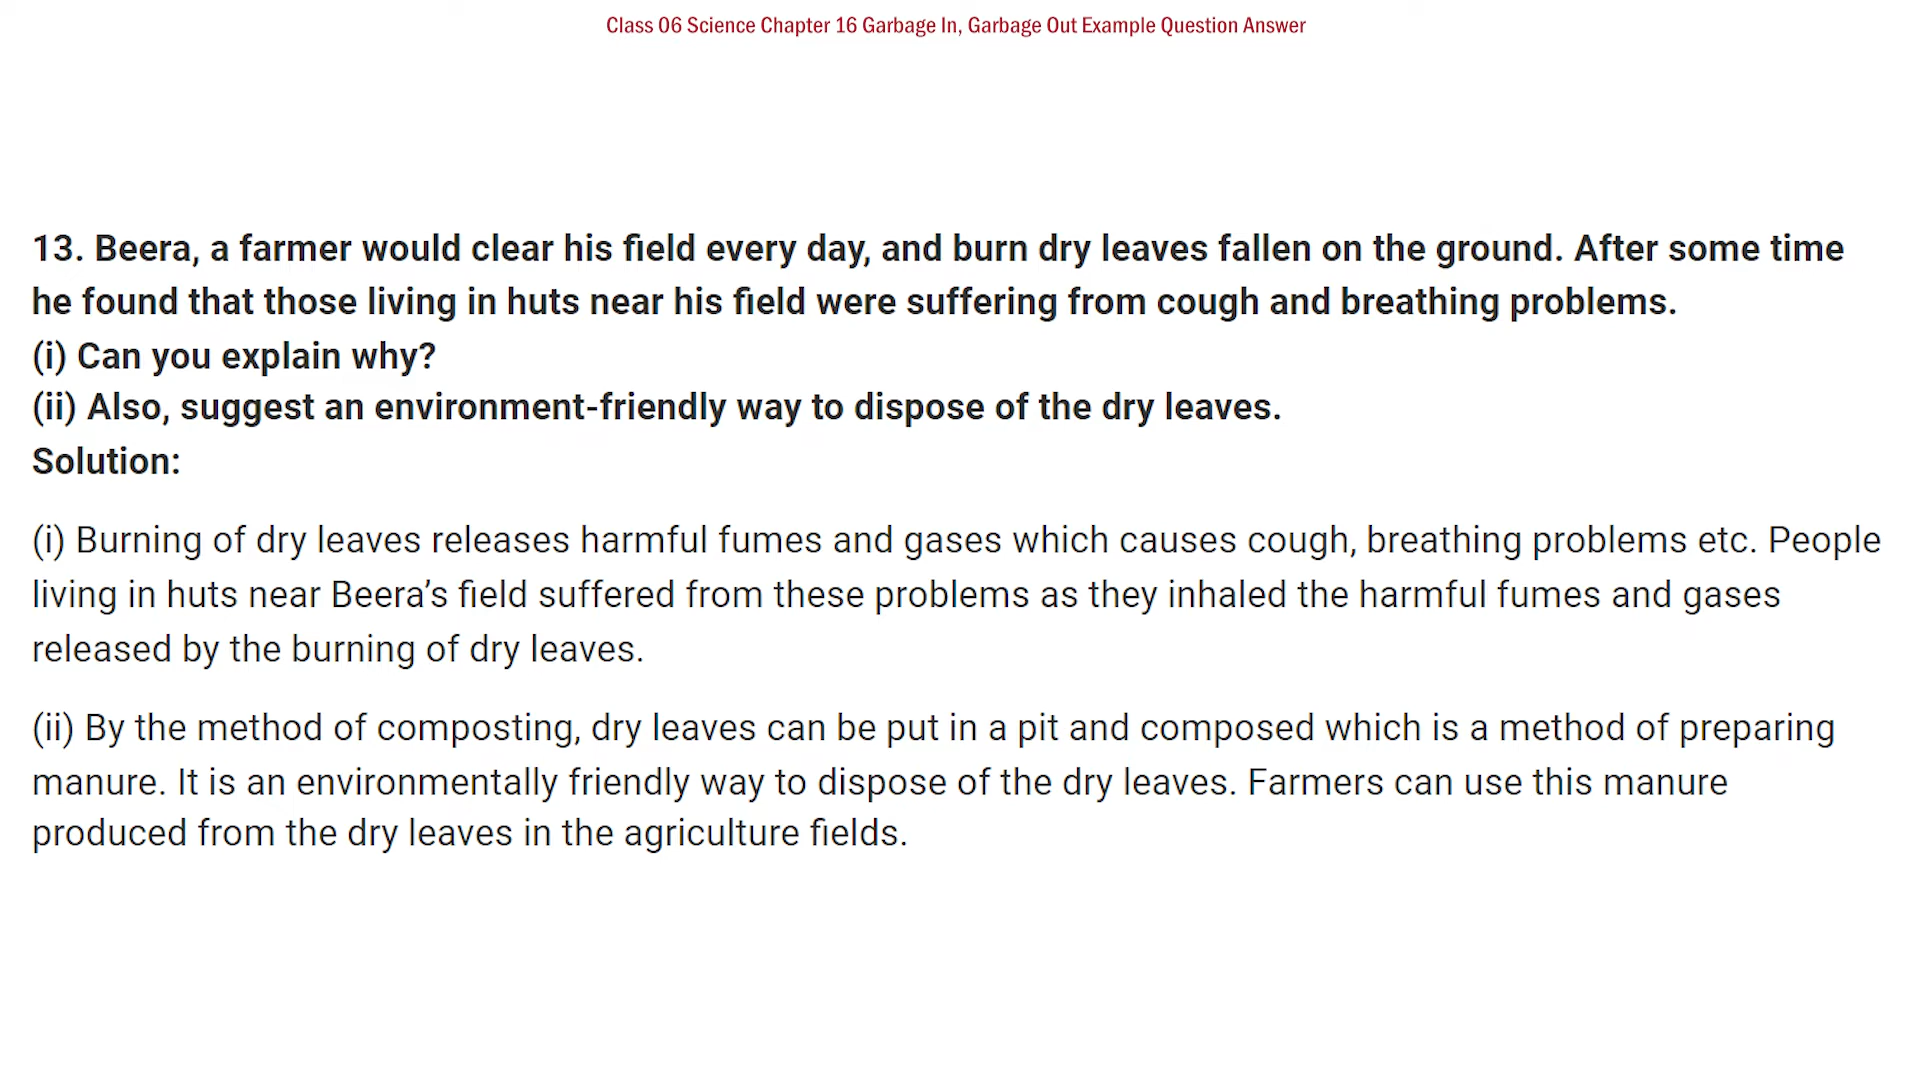 Class 06 Science Chapter 16 Garbage In, Garbage Out Example Question Answer
13. Beera, a farmer would clear his field every day, and burn dry leaves fallen on the ground. After some time
he found that those living in huts near his field were suffering from cough and breathing problems.
(i) Can you explain why?
(ii) Also, suggest an environment-friendly way to dispose of the dry leaves.
Solution:
(i) Burning of dry leaves releases harmful fumes and gases which causes cough, breathing problems etc. People
living in huts near Beera’s field suffered from these problems as they inhaled the harmful fumes and gases
released by the burning of dry leaves.
(ii) By the method of composting, dry leaves can be put in a pit and composed which is a method of preparing
manure. It is an environmentally friendly way to dispose of the dry leaves. Farmers can use this manure
produced from the dry leaves in the agriculture fields.